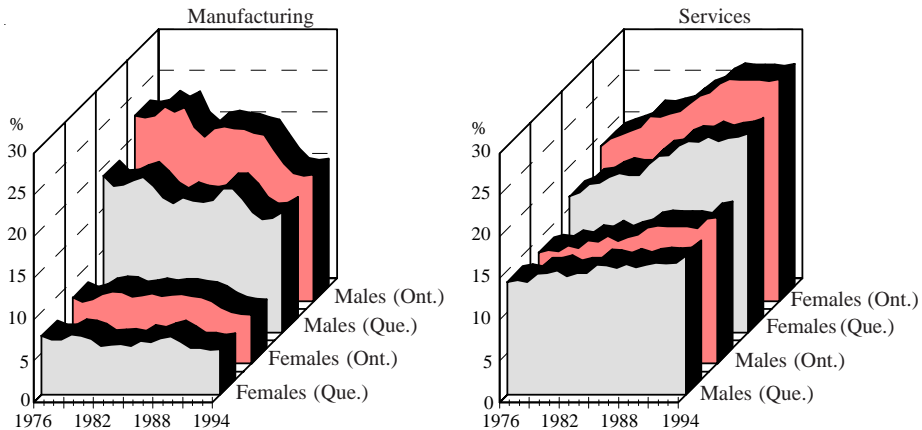 Manufacturing
%
30
25
20
15
10
5
0
1976 1982 1988 1994
Males (Ont.)
Males (Que.)
Females (Ont.)
Females (Que.)
Services
%
30
25
20
15
10
5
0
1976 1982 1988 1994
Females (Ont.)
Females (Que.)
Males (Ont.)
Males (Que.)